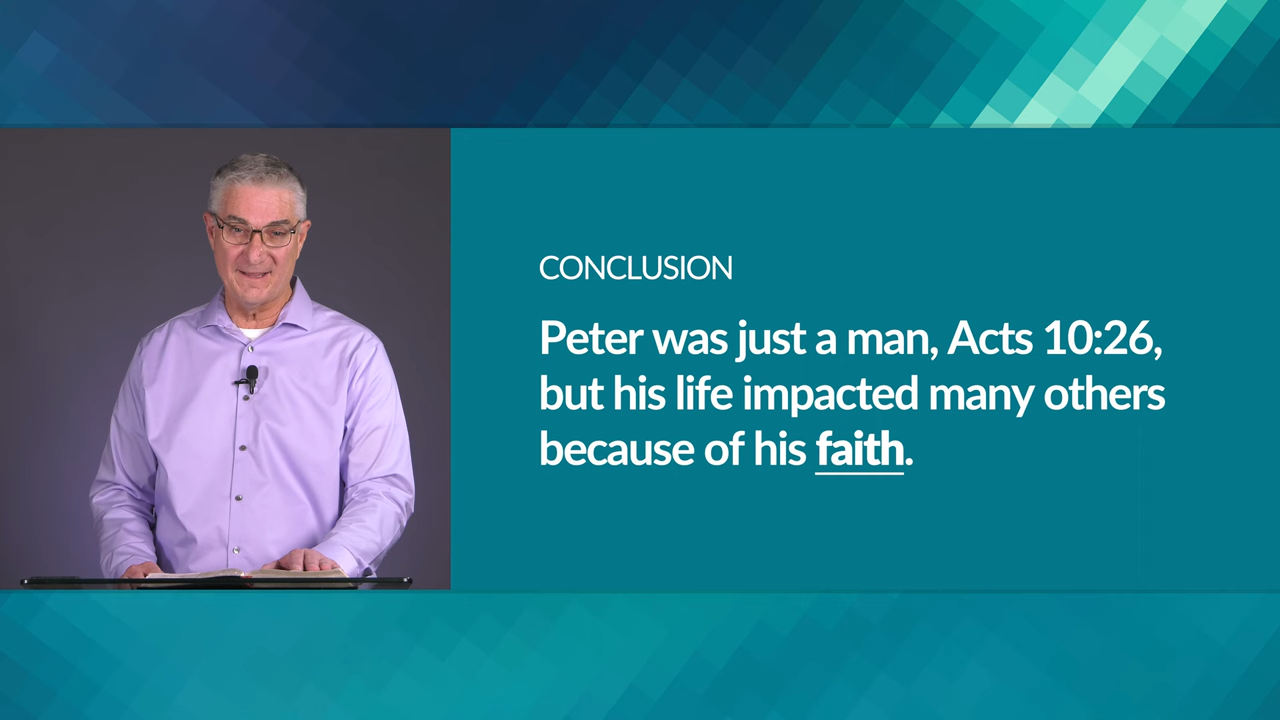 CONCLUSION
Peter was just a man, Acts 10:26,
but his life impacted many others
because of his faith.